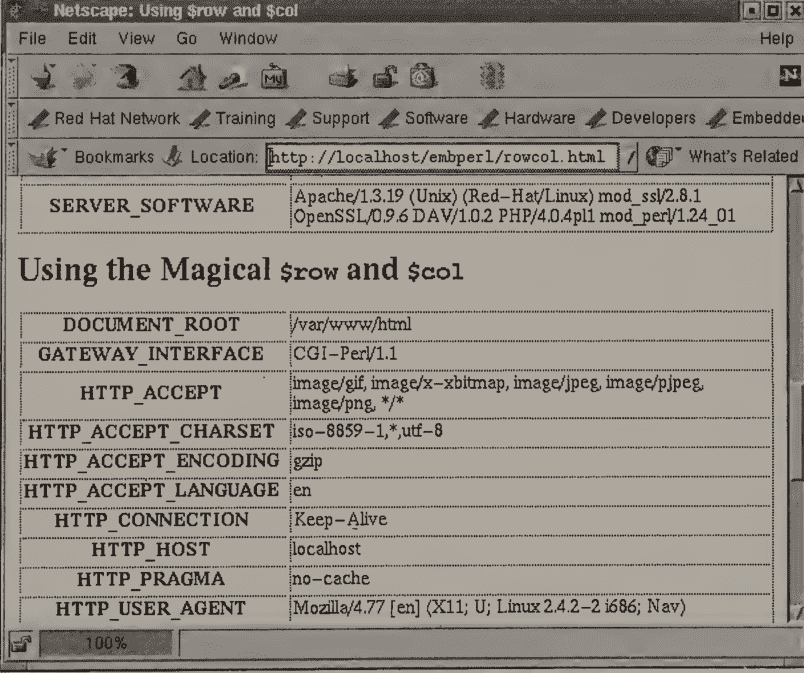 Netscape: Using $row and $col
File Edit View Go Window Help
My
N
Red Hat Network Training Support Software Hardware Developers Embedde
Bookmarks Location: http://localhost/embperl/rowcol.html What's Related
SERVER_SOFTWARE Apache/1.3.19 (Unix) (Red-Hat/Linux) mod_ssl/2.8.1
OpenSSL/0.9.6 DAV/1.0.2 PHP/4.0.4pl1 mod_perl/1.24_01
Using the Magical $row and $col
DOCUMENT_ROOT /var/www/html
GATEWAY_INTERFACE CGI-Perl/1.1
HTTP_ACCEPT image/gif, image/x-xbitmap, image/jpeg, image/pjpeg,
image/png, */*
HTTP_ACCEPT_CHARSET iso-8859-1,*,utf-8
HTTP_ACCEPT_ENCODING gzip
HTTP_ACCEPT_LANGUAGE en
HTTP_CONNECTION Keep-Alive
HTTP_HOST localhost
HTTP_PRAGMA no-cache
HTTP_USER_AGENT Mozilla/4.77 [en] (X11; U; Linux 2.4.2-2 i686; Nav)
100%